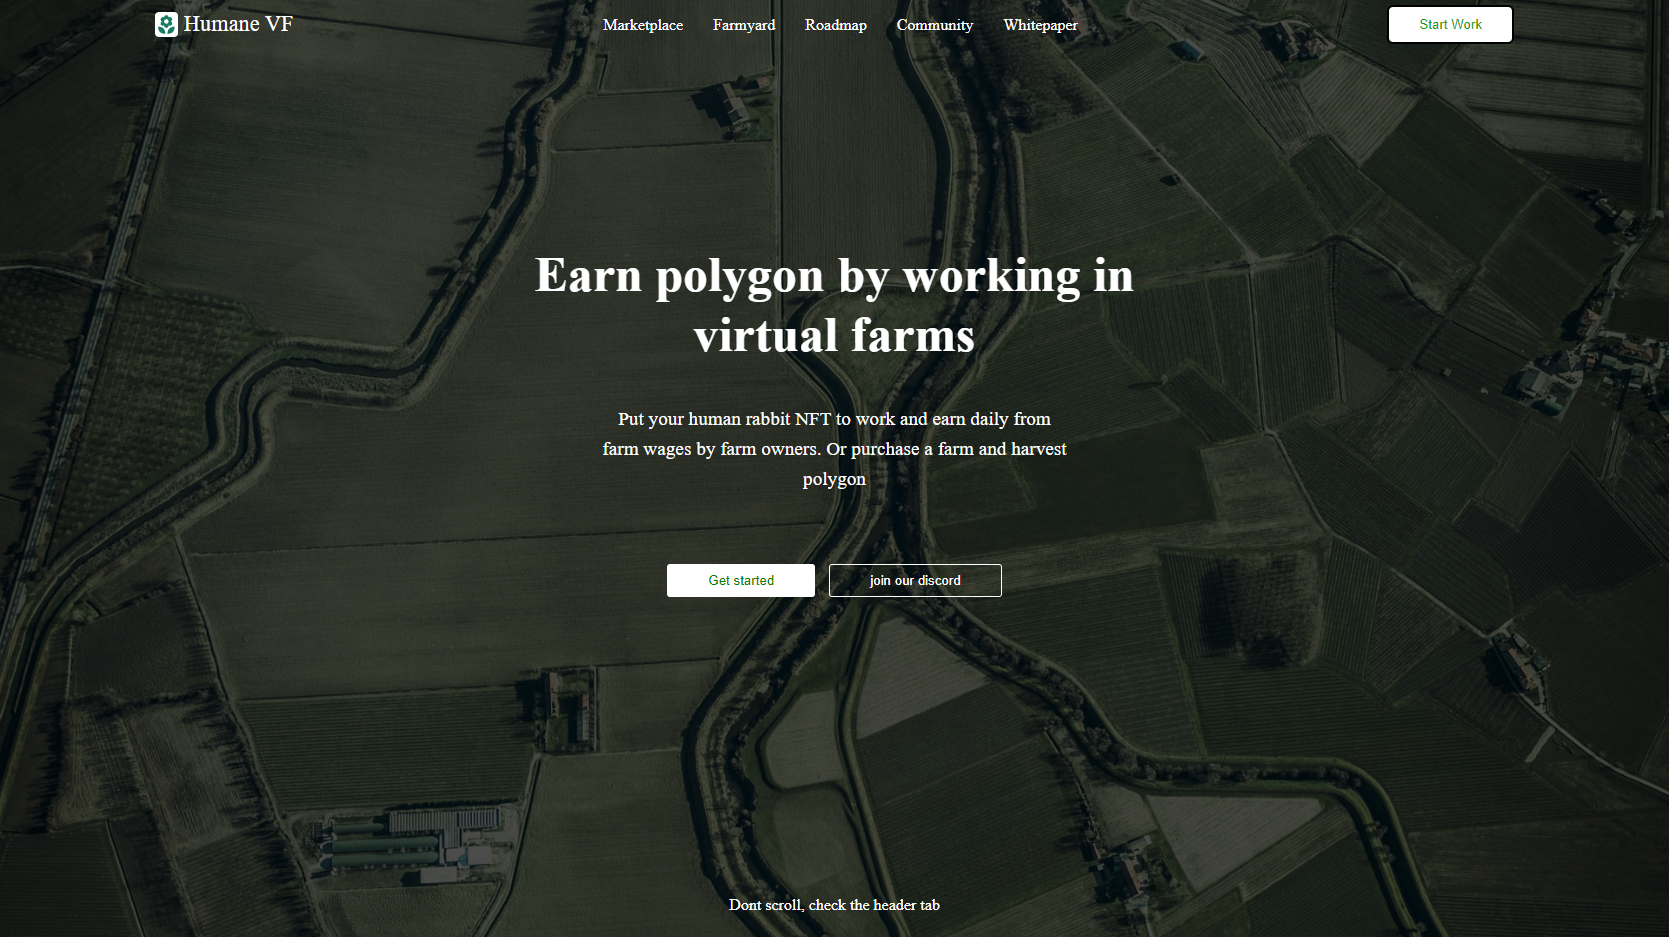 Humane VF
Marketplace
Farmyard
Roadmap
Community
Whitepaper
Start Work
Earn polygon by working in
virtual farms
Put your human rabbit NFT to work and earn daily from
farm wages by farm owners. Or purchase a farm and harvest
polygon
Get started
join our discord
Dont scroll, check the header tab